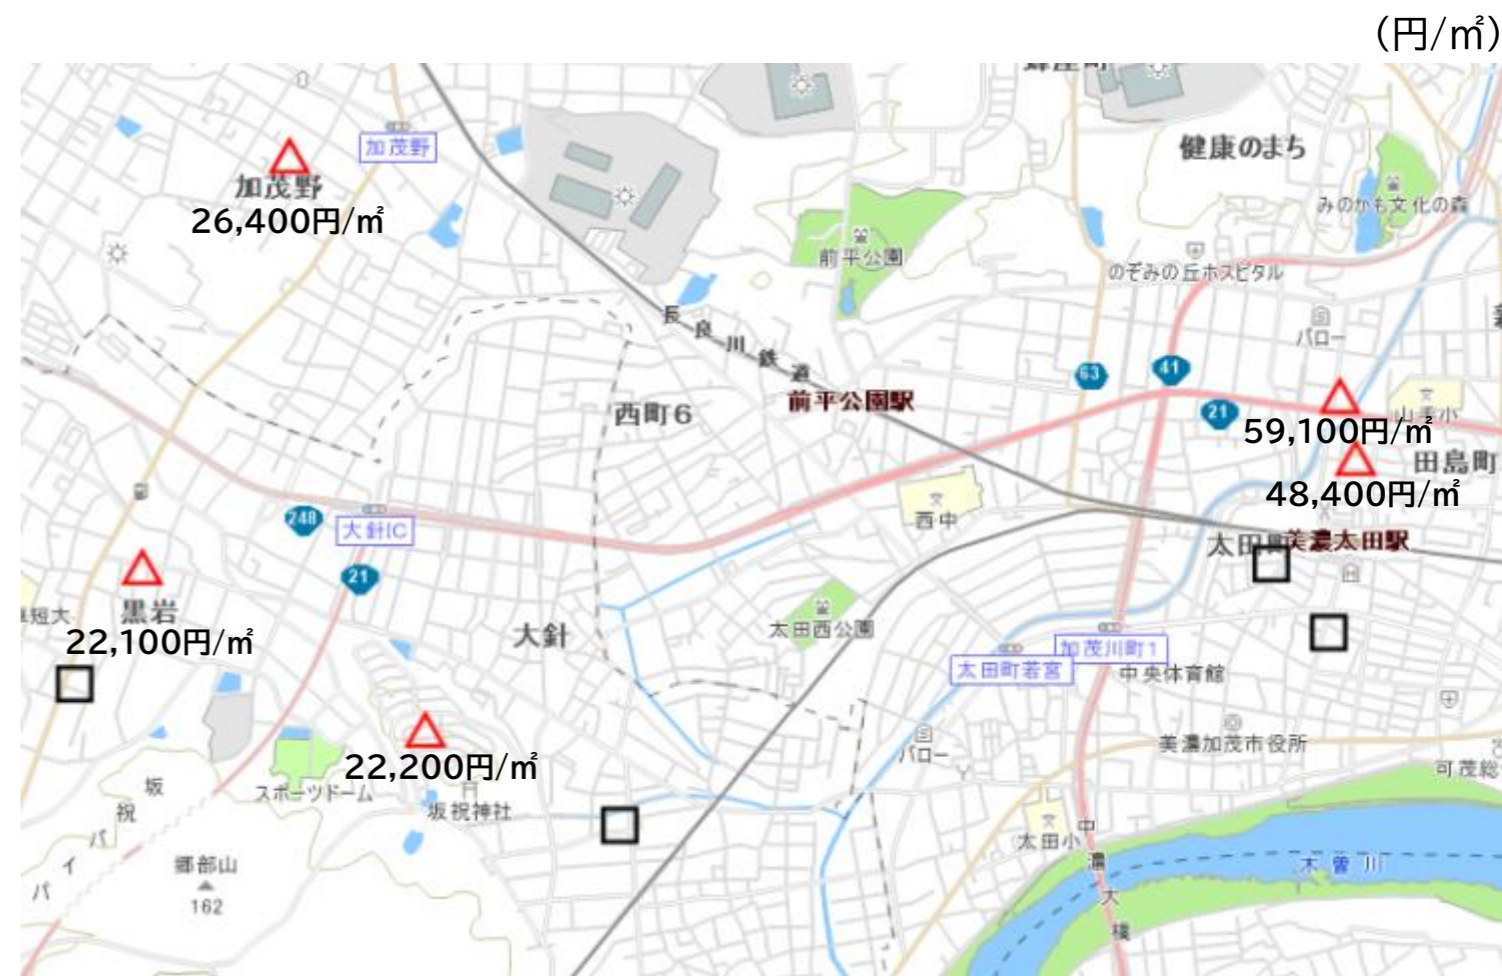 (円/㎡)
健康のまち
加茂野
加茂野
26,400円/㎡
みのかも文化の森
前平公園
のぞみの丘ホスピタル
バロー
長良川鉄道
前平公園駅
西町6
63
41
21
山手小
59,100円/㎡
田島町
48,400円/㎡
西中
248
大針IC
21
美濃太田駅
黒岩
22,100円/㎡
大針
太田西公園
加茂川町1
太田町若宮
中央体育館
美濃加茂市役所
バロー
22,200円/㎡
スポーツドーム
坂祝神社
坂祝バイパ
郷部山
162
太田小
中濃大橋
木曽川